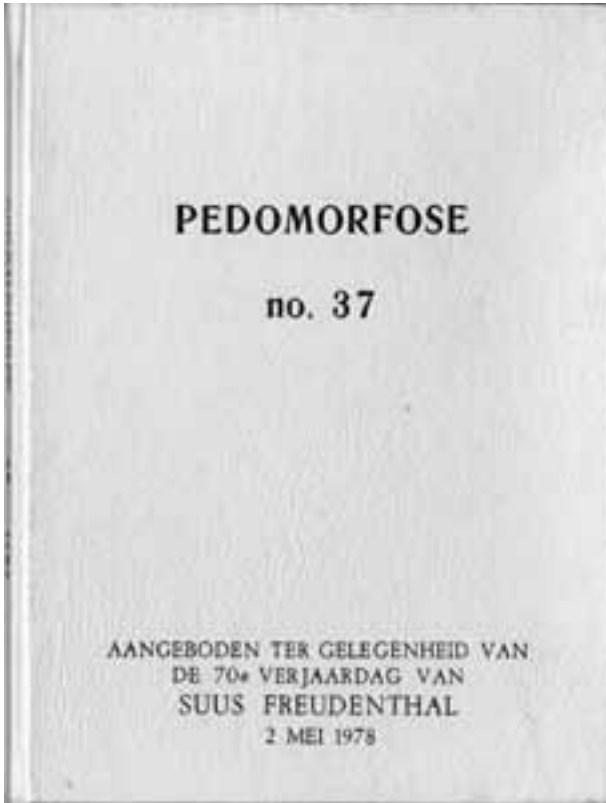 PEDOMORFOSE
no. 37
AANGEBODEN TER GELEGENHEID VAN
DE 70e VERJAARDAG VAN
SUUS FREUDENTHAL
2 MEI 1978